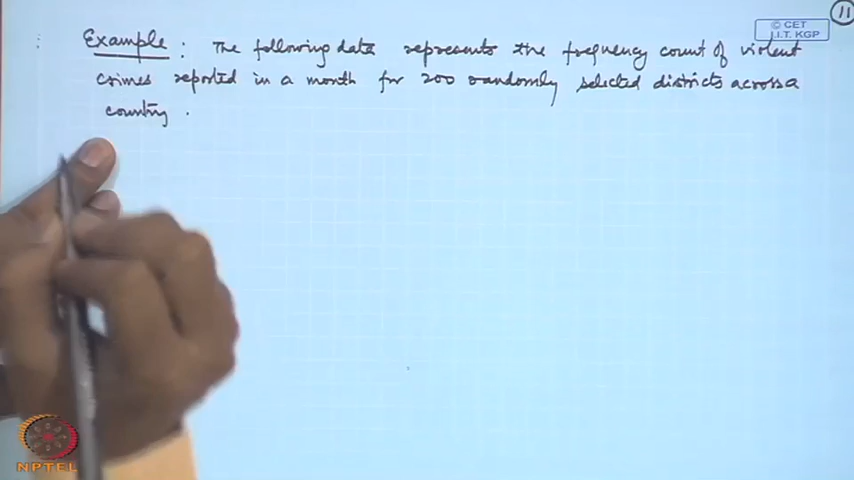 11
© CET
I.I.T. KGP
Example : The following data represents the frequency count of violent
crimes reported in a month for 200 randomly selected districts across a
country .
NPTEL